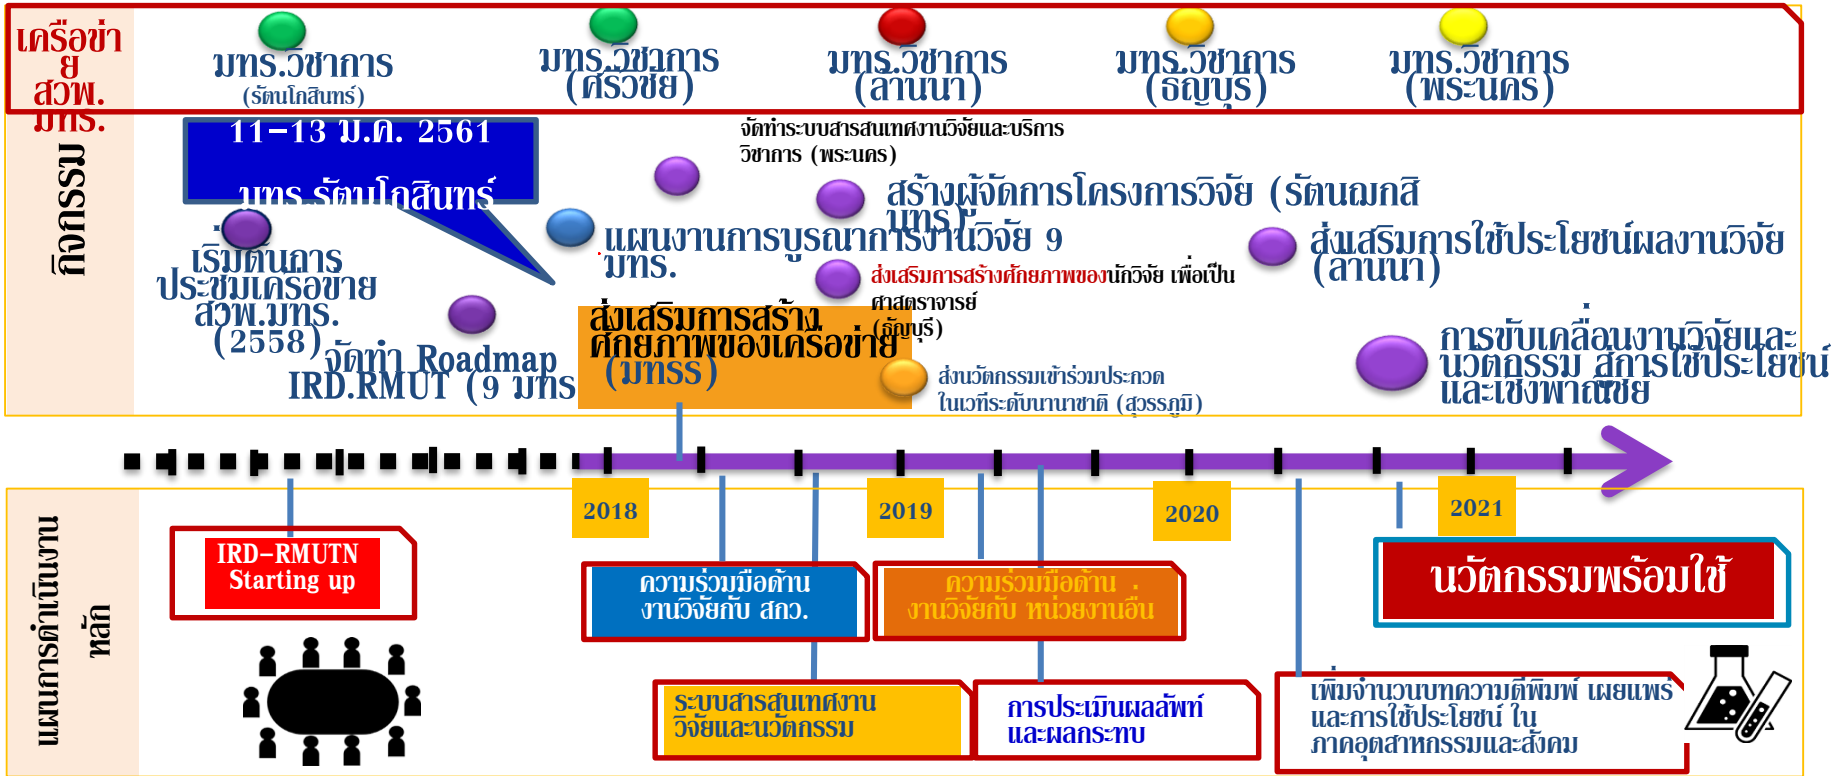 เครือข่า
ย
สวพ.
มทร.
มทร.วิชาการ
(รัตนโกสินทร์)
มทร.วิชาการ
(ศรีวิชัย)
มทร.วิชาการ
(ล้านนา)
มทร.วิชาการ
(ธัญบุรี)
มทร.วิชาการ
(พระนคร)
กิจกรรม
11-13 ม.ค. 2561
มทร.รัตนโกสินทร์
จัดทำระบบสารสนเทศงานวิจัยและบริการ
วิชาการ (พระนคร)
สร้างผู้จัดการโครงการวิจัย (รัตนฌกสิ
นทร)
แผนงานการบูรณาการงานวิจัย 9
มทร.
ส่งเสริมการใช้ประโยชน์ผลงานวิจัย
(ล้านนา)
เริ่มต้นการ
ประชุมเครือข่าย
สวพ.มทร.
(2558)
ส่งเสริมการสร้างศักยภาพของนักวิจัย เพื่อเป็น
ศาสตราจารย์
(ธัญบุรี)
จัดทำ Roadmap
IRD.RMUT (9 มทร
ส่งเสริมการสร้าง
ศักยภาพของเครือข่าย
(มทรร)
การขับเคลื่อนงานวิจัยและ
นวัตกรรม สู่การใช้ประโยชน์
และเชิงพาณิชย์
ส่งนวัตกรรมเข้าร่วมประกวด
ในเวทีระดับนานาชาติ (สุวรรภูมิ)
2018
2019
2020
2021
แผนการดำเนินงาน
หลัก
IRD-RMUTN
Starting up
ความร่วมมือด้าน
งานวิจัยกับ สกว.
ความร่วมมือด้าน
งานวิจัยกับ หน่วยงานอื่น
นวัตกรรมพร้อมใช้
ระบบสารสนเทศงาน
วิจัยและนวัตกรรม
การประเมินผลลัพท์
และผลกระทบ
เพิ่มจำนวนบทความตีพิมพ์ เผยแพร่
และการใช้ประโยชน์ ใน
ภาคอุตสาหกรรมและสังคม